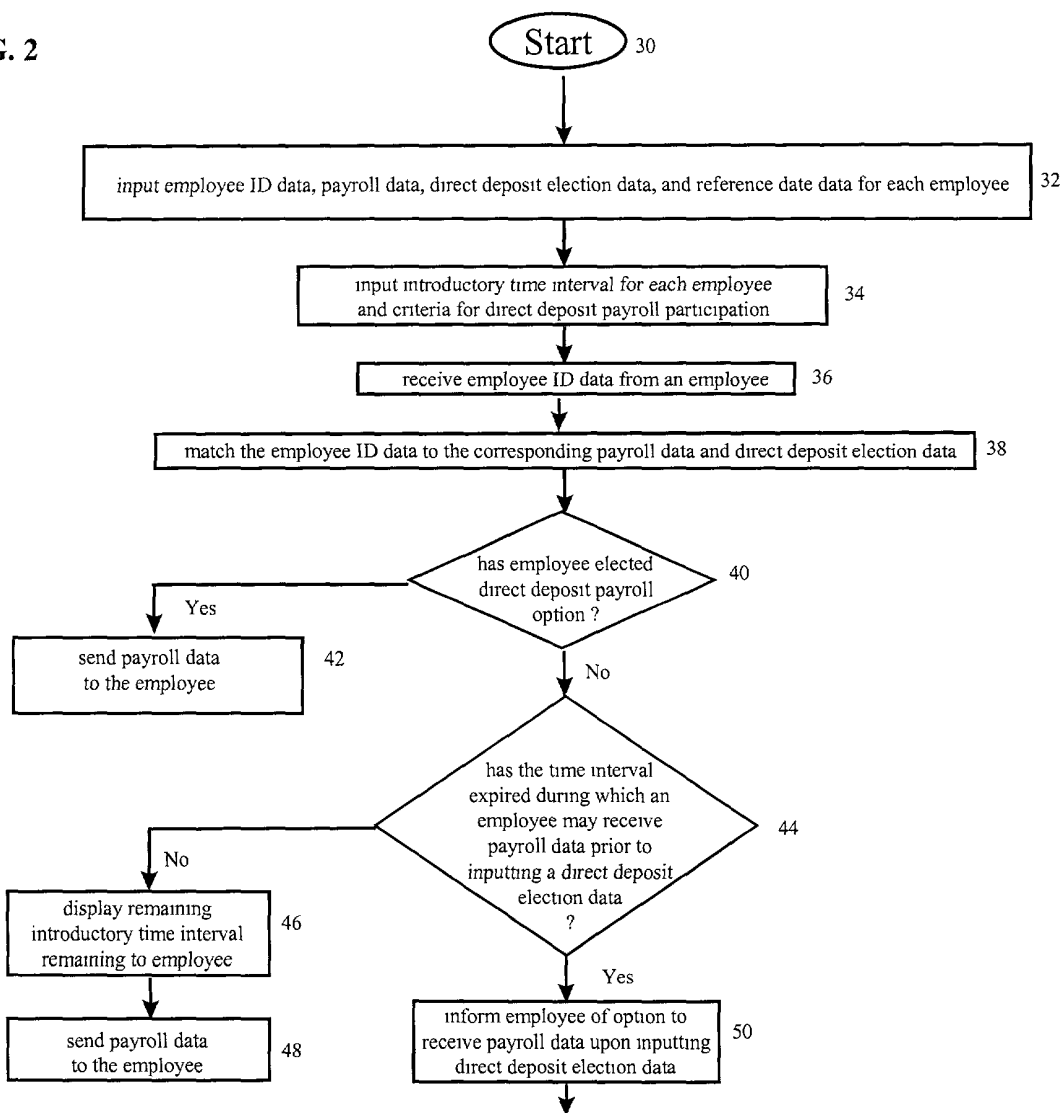 G. 2
Start 30
input employee ID data, payroll data, direct deposit election data, and reference date data for each employee 32
input introductory time interval for each employee
and criteria for direct deposit payroll participation
34
receive employee ID data from an employee 36
match the employee ID data to the corresponding payroll data and direct deposit election data 38
has employee elected
direct deposit payroll
option ?
40
Yes
send payroll data
to the employee
42
No
has the time interval
expired during which an
employee may receive
payroll data prior to
inputting a direct deposit
election data
?
44
No
display remaining
introductory time interval
remaining to employee
46
send payroll data
to the employee
48
Yes
inform employee of option to
receive payroll data upon inputting
direct deposit election data
50